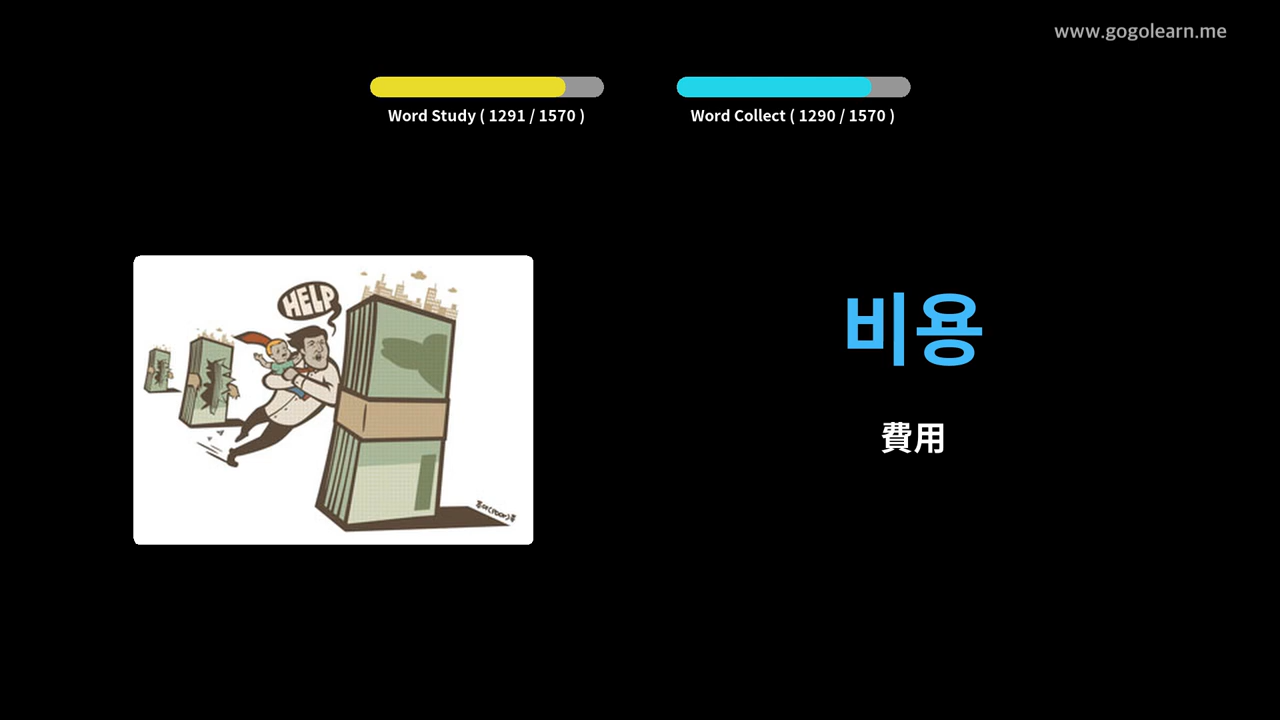 www.gogolearn.me
Word Study ( 1291 / 1570 )
Word Collect ( 1290 / 1570 )
HELP
비용
費用